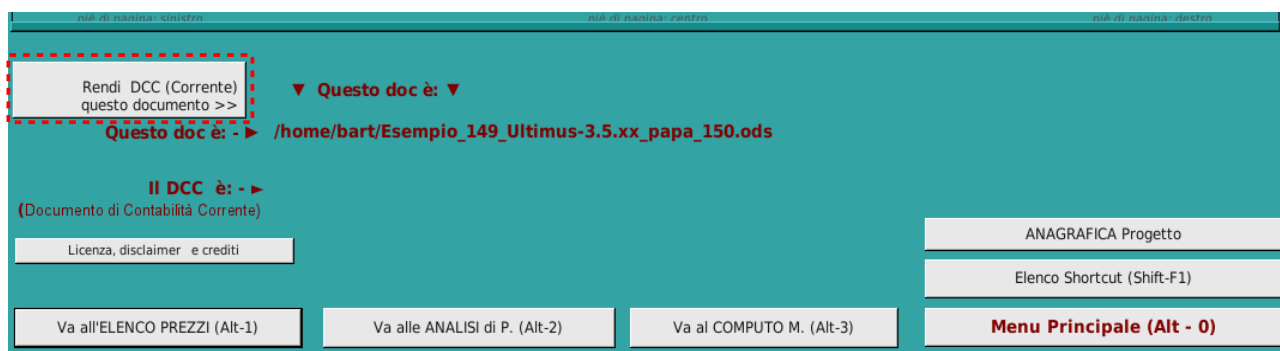 piè di pagina: sinistro
piè di pagina: centro
piè di pagina: destro
Rendi DCC (Corrente)
questo documento >>
▼ Questo doc è: ▼
Questo doc è: - ► /home/bart/Esempio_149_Ultimus-3.5.xx_papa_150.ods
Il DCC è: - ►
(Documento di Contabilità Corrente)
ANAGRAFICA Progetto
Licenza, disclaimer e crediti
Elenco Shortcut (Shift-F1)
Va all'ELENCO PREZZI (Alt-1)
Va alle ANALISI di P. (Alt-2)
Va al COMPUTO M. (Alt-3)
Menu Principale (Alt - 0)